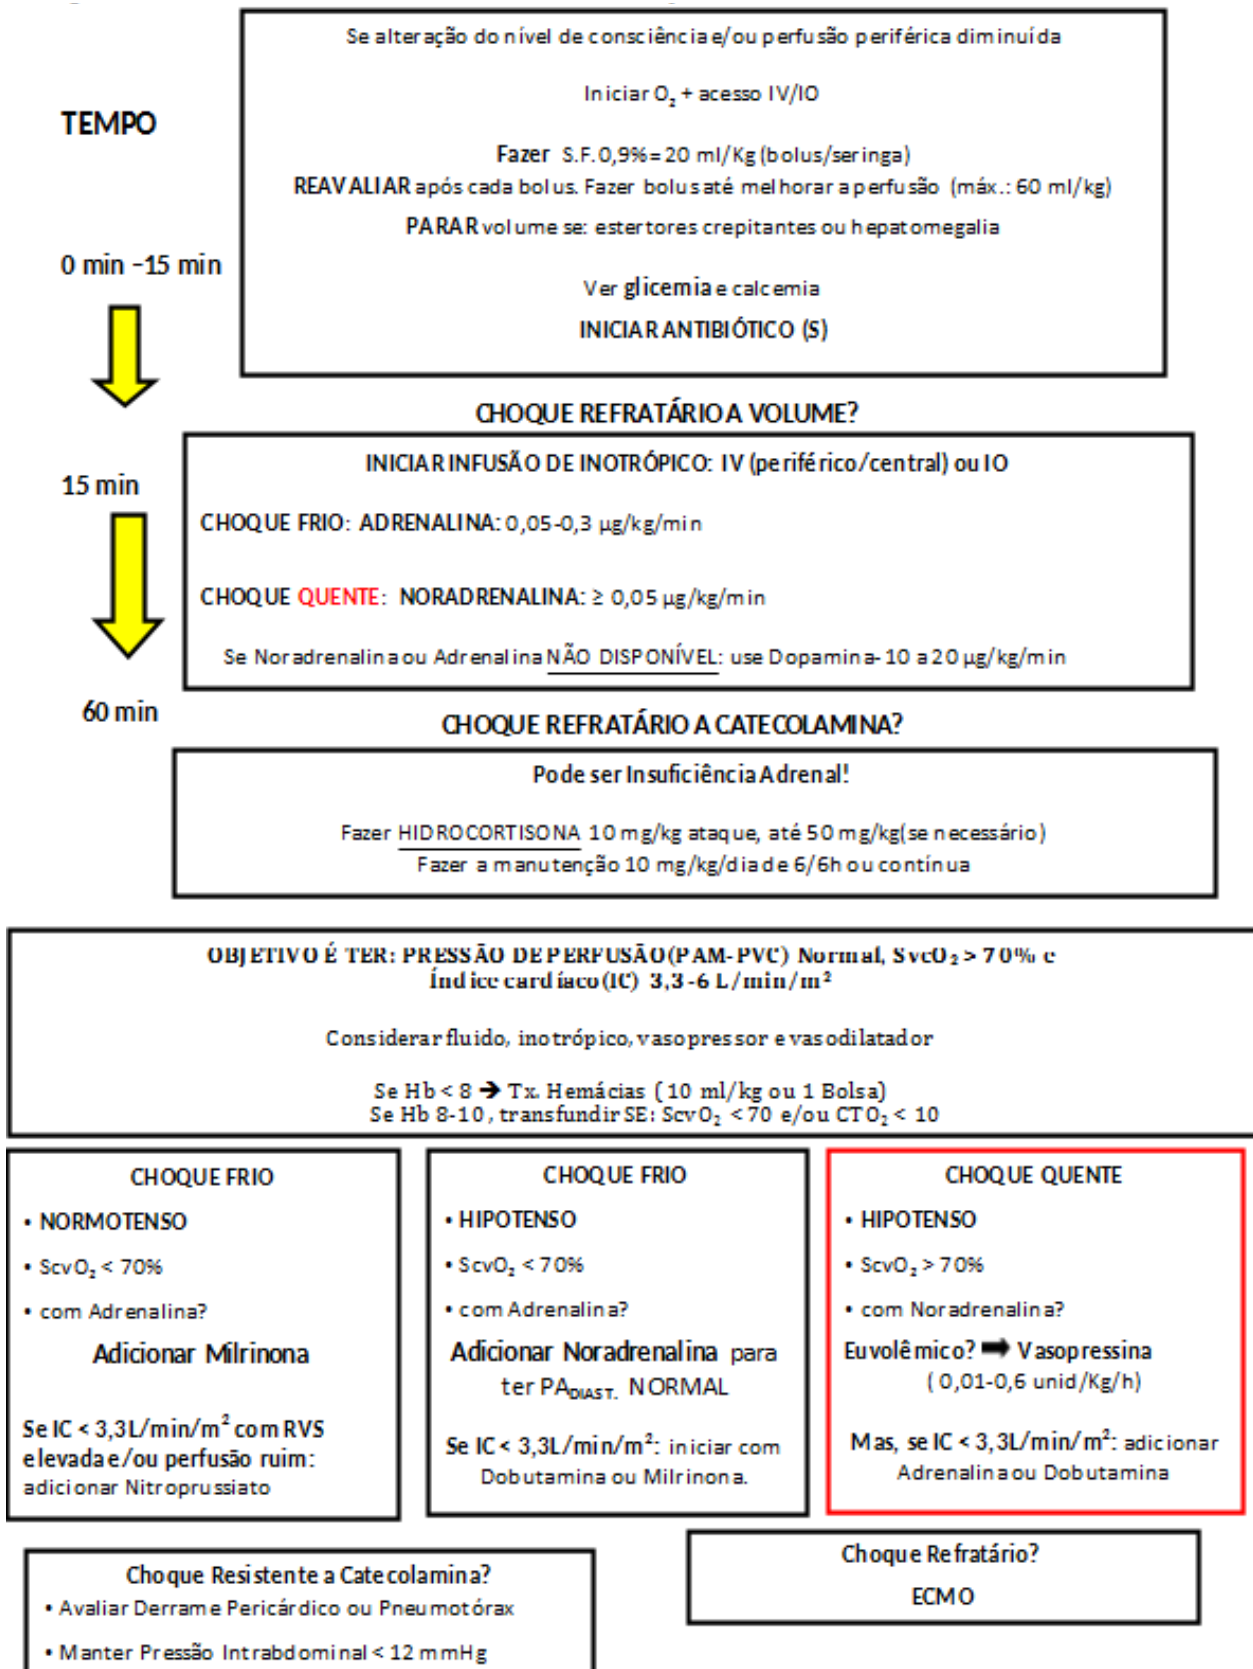 Se alteração do nível de consciência e/ou perfusão periférica diminuída
Iniciar O₂ + acesso IV/IO
TEMPO
Fazer S.F. 0,9% = 20 ml/Kg (bolus/seringa)
REAVALIAR após cada bolus. Fazer bolus até melhorar a perfusão (máx.: 60 ml/kg)
PARAR volume se: estertores crepitantes ou hepatomegalia
0 min –15 min
Ver glicemia e calcemia
INICIAR ANTIBIÓTICO (S)
CHOQUE REFRATÁRIO A VOLUME?
INICIAR INFUSÃO DE INOTRÓPICO: IV (periférico/central) ou IO
15 min
CHOQUE FRIO: ADRENALINA: 0,05-0,3 µg/kg/min
CHOQUE QUENTE: NORADRENALINA: ≥ 0,05 µg/kg/min
Se Noradrenalina ou Adrenalina NÃO DISPONÍVEL: use Dopamina- 10 a 20 µg/kg/min
60 min
CHOQUE REFRATÁRIO A CATECOLAMINA?
Pode ser Insuficiência Adrenal!
Fazer HIDROCORTISONA 10 mg/kg ataque, até 50 mg/kg(se necessário)
Fazer a manutenção 10 mg/kg/dia de 6/6h ou contínua
OBJETIVO É TER: PRESSÃO DE PERFUSÃO(PAM-PVC) Normal, SvcO₂ > 70% e
Índice cardíaco (IC) 3,3-6 L/min/m²
Considerar fluido, inotrópico, vasopressor e vasodilatador
Se Hb < 8 ➔ Tx. Hemácias ( 10 ml/kg ou 1 Bolsa)
Se Hb 8-10, transfundir SE: ScvO₂ < 70 e/ou CTO₂ < 10
CHOQUE FRIO
• NORMOTENSO
• ScvO₂ < 70%
• com Adrenalina?
Adicionar Milrinona
Se IC < 3,3L/min/m² com RVS
elevada e/ou perfusão ruim:
adicionar Nitroprussiato
CHOQUE FRIO
• HIPOTENSO
• ScvO₂ < 70%
• com Adrenalina?
Adicionar Noradrenalina para
ter PA DIAST. NORMAL
Se IC < 3,3L/min/m²: iniciar com
Dobutamina ou Milrinona.
CHOQUE QUENTE
• HIPOTENSO
• ScvO₂ > 70%
• com Noradrenalina?
Euvolêmico? ➡ Vasopressina
( 0,01-0,6 unid/Kg/h)
Mas, se IC < 3,3L/min/m²: adicionar
Adrenalina ou Dobutamina
Choque Resistente a Catecolamina?
• Avaliar Derrame Pericárdico ou Pneumotórax
• Manter Pressão Intrabdominal < 12 mmHg
Choque Refratário?
ECMO